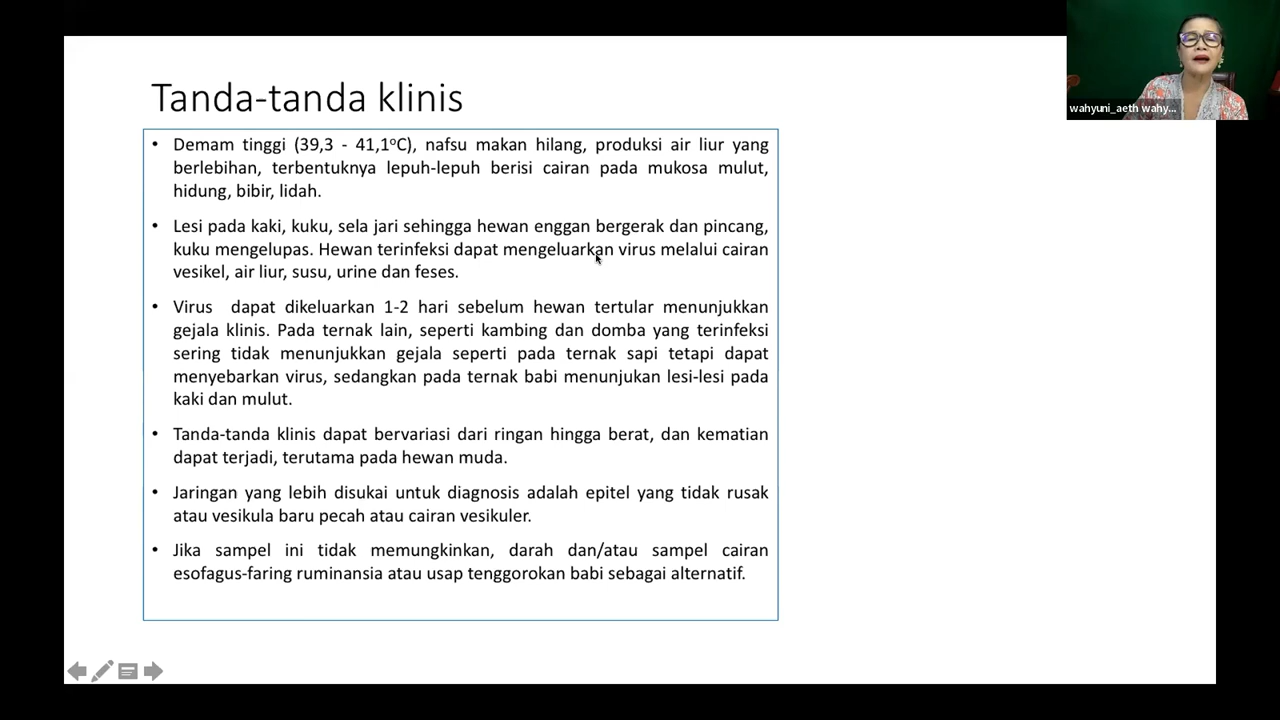 Tanda-tanda klinis
• Demam tinggi (39,3 - 41,1°C), nafsu makan hilang, produksi air liur yang
berlebihan, terbentuknya lepuh-lepuh berisi cairan pada mukosa mulut,
hidung, bibir, lidah.
• Lesi pada kaki, kuku, sela jari sehingga hewan enggan bergerak dan pincang,
kuku mengelupas. Hewan terinfeksi dapat mengeluarkan virus melalui cairan
vesikel, air liur, susu, urine dan feses.
• Virus dapat dikeluarkan 1-2 hari sebelum hewan tertular menunjukkan
gejala klinis. Pada ternak lain, seperti kambing dan domba yang terinfeksi
sering tidak menunjukkan gejala seperti pada ternak sapi tetapi dapat
menyebarkan virus, sedangkan pada ternak babi menunjukan lesi-lesi pada
kaki dan mulut.
• Tanda-tanda klinis dapat bervariasi dari ringan hingga berat, dan kematian
dapat terjadi, terutama pada hewan muda.
• Jaringan yang lebih disukai untuk diagnosis adalah epitel yang tidak rusak
atau vesikula baru pecah atau cairan vesikuler.
• Jika sampel ini tidak memungkinkan, darah dan/atau sampel cairan
esofagus-faring ruminansia atau usap tenggorokan babi sebagai alternatif.
wahyuni_aeth wahy...